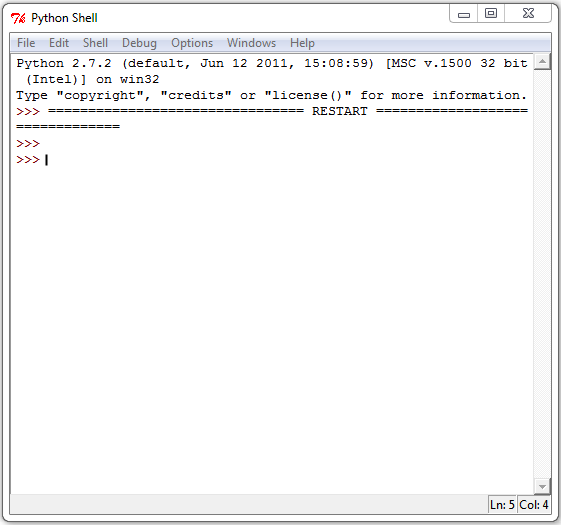 Python Shell
File Edit Shell Debug Options Windows Help
Python 2.7.2 (default, Jun 12 2011, 15:08:59) [MSC v.1500 32 bit
(Intel)] on win32
Type "copyright", "credits" or "license()" for more information.
>>> ================================ RESTART ===================
=============
>>>
>>>
Ln: 5 Col: 4